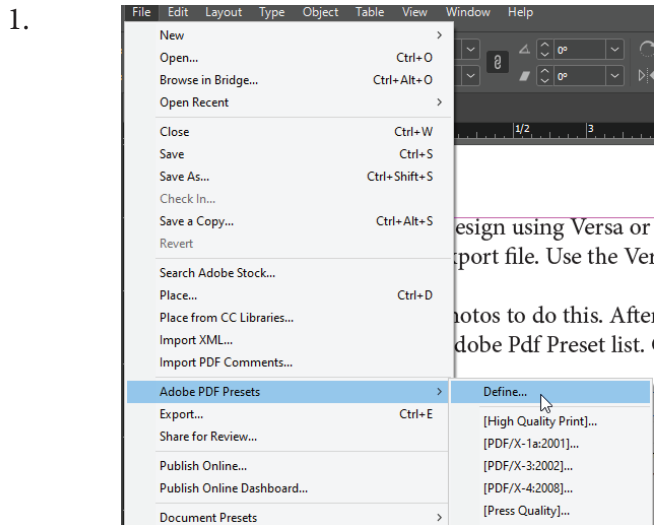 1.
File Edit Layout Type Object Table View Window Help
New >
Open... Ctrl+O
0°
Browse in Bridge... Ctrl+Alt+O
0°
Open Recent >
Close Ctrl+W
1/2 3
Save Ctrl+S
Save As... Ctrl+Shift+S
Check In...
Save a Copy... Ctrl+Alt+S
esign using Versa or
Revert
xport file. Use the Ver
Search Adobe Stock...
Place... Ctrl+D
Place from CC Libraries...
hotos to do this. After
Import XML...
dobe Pdf Preset list.
Import PDF Comments...
Adobe PDF Presets > Define...
Export... Ctrl+E
[High Quality Print]...
Share for Review...
[PDF/X-1a:2001]...
Publish Online...
[PDF/X-3:2002]...
Publish Online Dashboard...
[PDF/X-4:2008]...
Document Presets >
[Press Quality]...